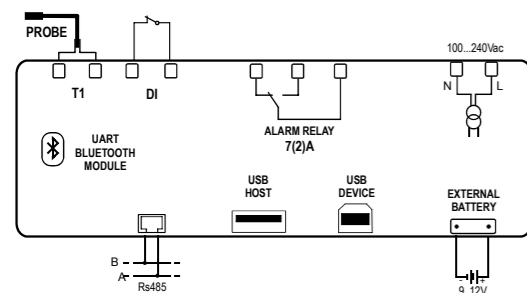 PROBE
100...240Vac
N
L
T1
DI
ALARM RELAY
7(2)A
UART
BLUETOOTH
MODULE
USB
HOST
USB
DEVICE
EXTERNAL
BATTERY
B
A
Rs485
- +
9..12V